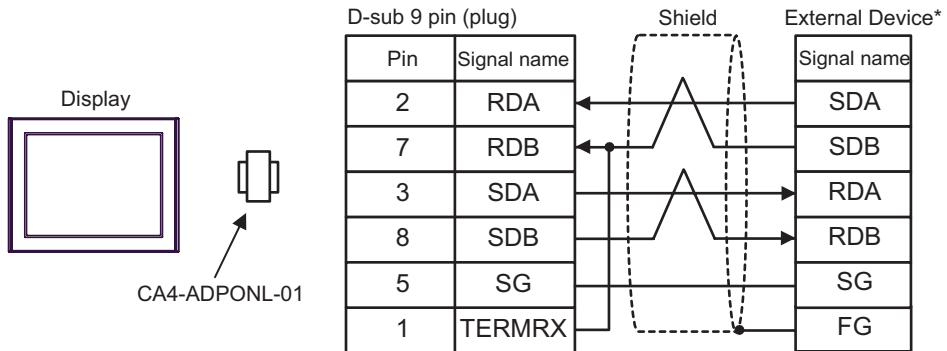 D-sub 9 pin (plug) Shield External Device*
Pin Signal name Signal name
Display
2 RDA SDA
7 RDB SDB
3 SDA RDA
8 SDB RDB
5 SG SG
CA4-ADPONL-01
1 TERMRX FG